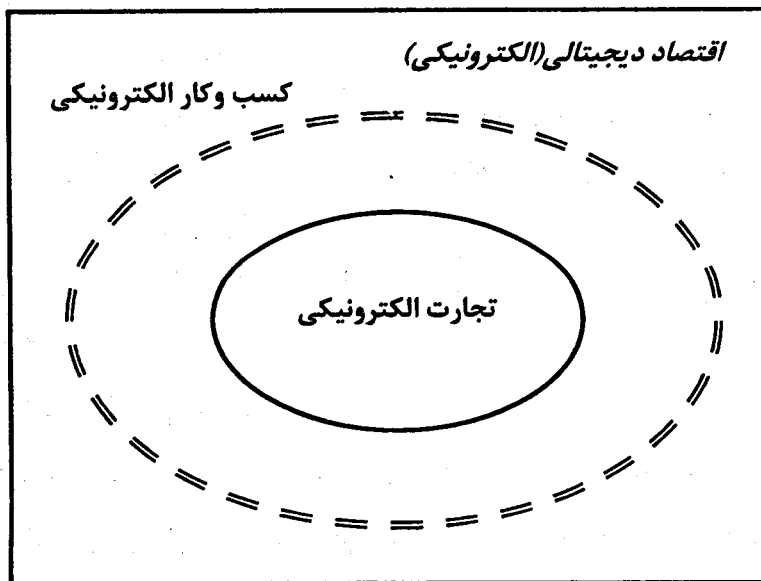 اقتصاد دیجیتالی(الکترونیکی)
کسب وکار الکترونیکی
تجارت الکترونیکی